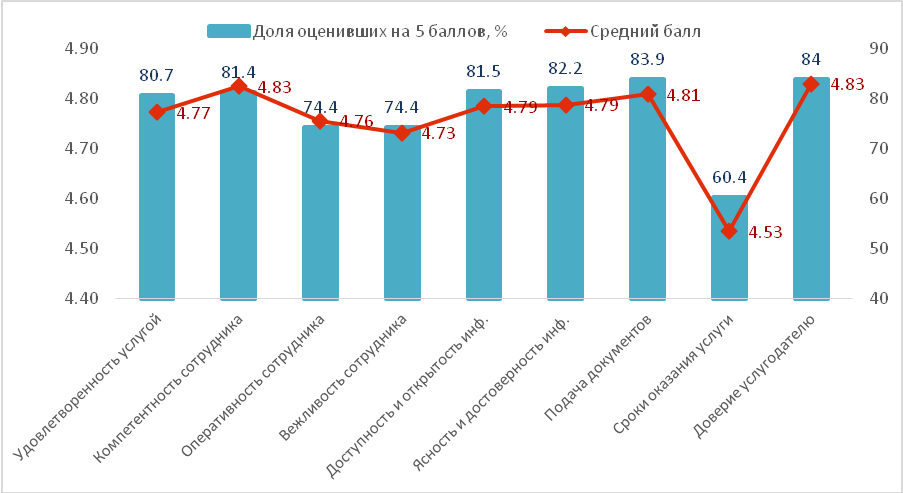 Доля оценивших на 5 баллов, %
Средний балл
4.90
4.80
4.70
4.60
4.50
4.40
90
80
70
60
50
40
80.7
81.4
74.4
74.4
81.5
82.2
83.9
60.4
84
4.77
4.83
4.76
4.73
4.79
4.79
4.81
4.53
4.83
Удовлетворенность услугой
Компетентность сотрудника
Оперативность сотрудника
Вежливость сотрудника
Доступность и открытость инф.
Ясность и достоверность инф.
Подача документов
Сроки оказания услуги
Доверие услугодателю